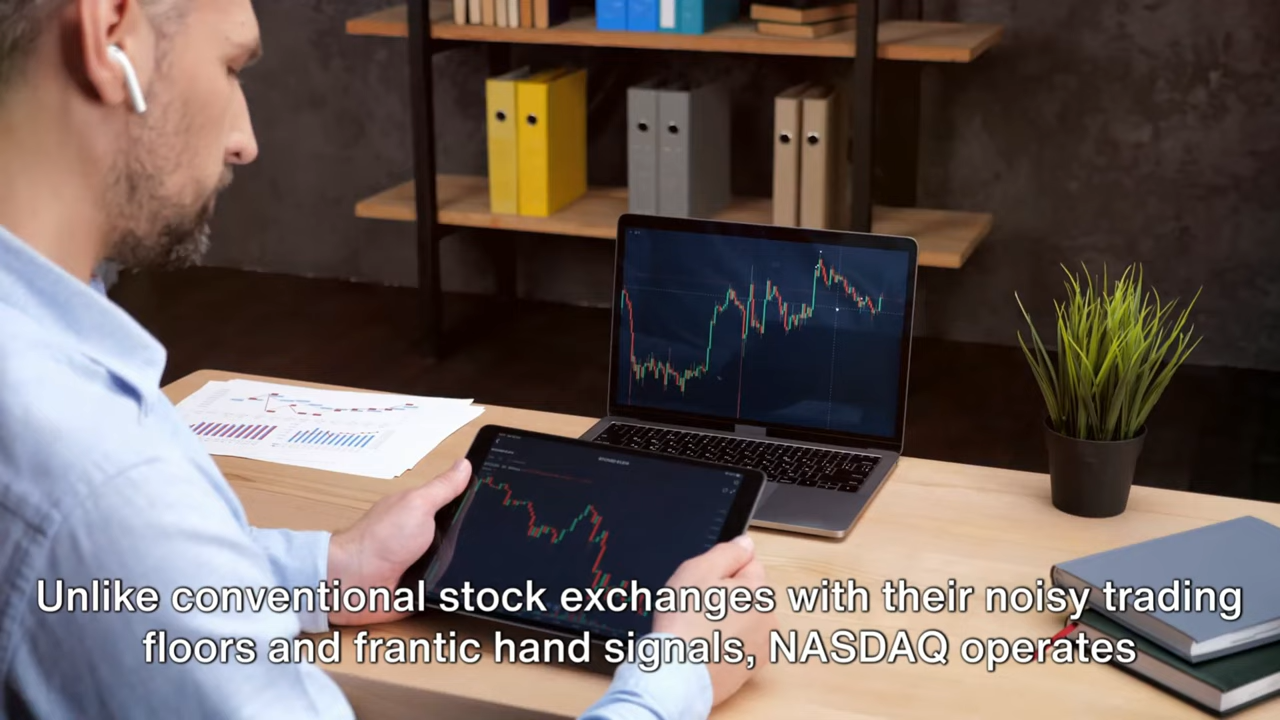 Unlike conventional stock exchanges with their noisy trading
floors and frantic hand signals, NASDAQ operates